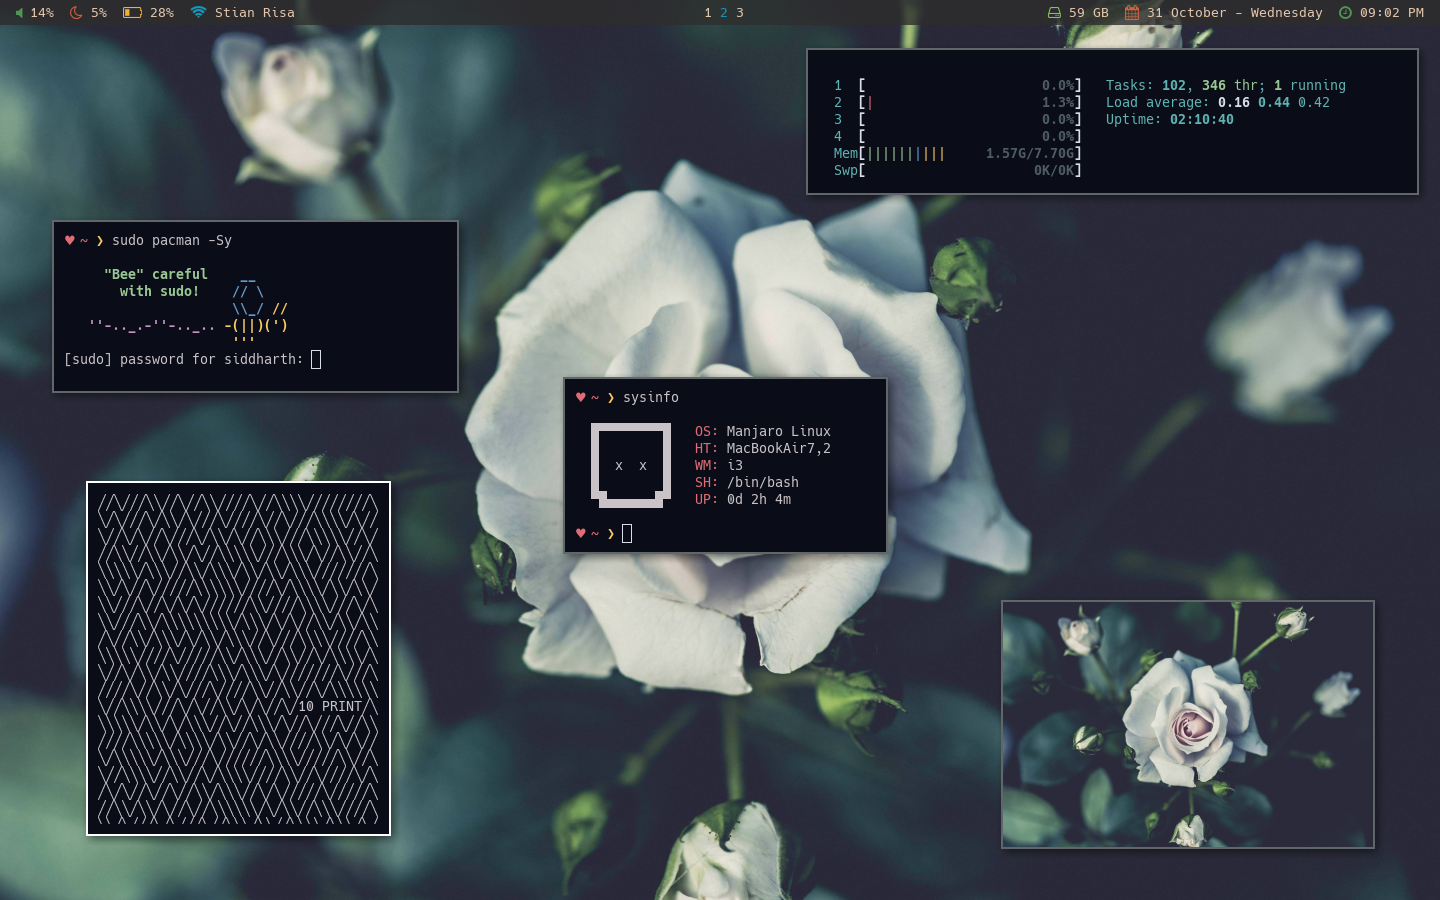 14% 5% 28% Stian Risa 1 2 3 59 GB 31 October - Wednesday 09:02 PM
1 [ 0.0%] Tasks: 102, 346 thr; 1 running
2 [| 1.3%] Load average: 0.16 0.44 0.42
3 [ 0.0%] Uptime: 02:10:40
4 [ 0.0%]
Mem[|||||||||| 1.57G/7.70G]
Swp[ 0K/0K]
♥ ~ ❯ sudo pacman -Sy
"Bee" careful
with sudo!
[sudo] password for siddharth:
♥ ~ ❯ sysinfo
OS: Manjaro Linux
HT: MacBookAir7,2
x x WM: i3
SH: /bin/bash
UP: 0d 2h 4m
♥ ~ ❯
10 PRINT